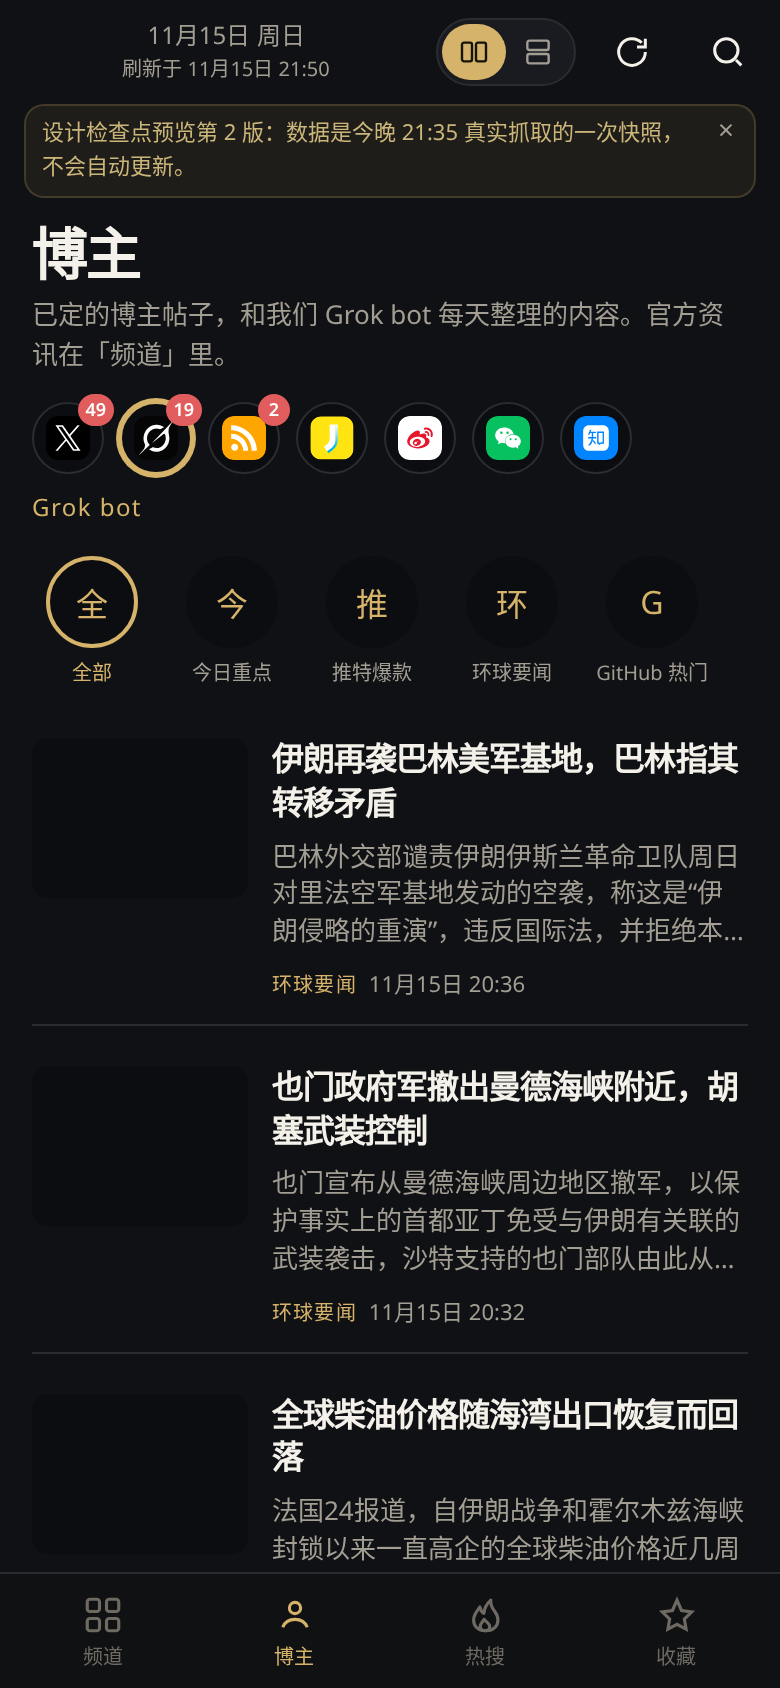 11月15日 周日
刷新于 11月15日 21:50
设计检查点预览第 2 版：数据是今晚 21:35 真实抓取的一次快照，
不会自动更新。
博主
已定的博主帖子，和我们 Grok bot 每天整理的内容。官方资
讯在「频道」里。
49
19
2
知
Grok bot
全
今
推
环
G
全部
今日重点
推特爆款
环球要闻
GitHub 热门
伊朗再袭巴林美军基地，巴林指其
转移矛盾
巴林外交部谴责伊朗伊斯兰革命卫队周日
对里法空军基地发动的空袭，称这是“伊
朗侵略的重演”，违反国际法，并拒绝本...
环球要闻 11月15日 20:36
也门政府军撤出曼德海峡附近，胡
塞武装控制
也门宣布从曼德海峡周边地区撤军，以保
护事实上的首都亚丁免受与伊朗有关联的
武装袭击，沙特支持的也门部队由此从...
环球要闻 11月15日 20:32
全球柴油价格随海湾出口恢复而回
落
法国24报道，自伊朗战争和霍尔木兹海峡
封锁以来一直高企的全球柴油价格近几周
频道
博主
热搜
收藏